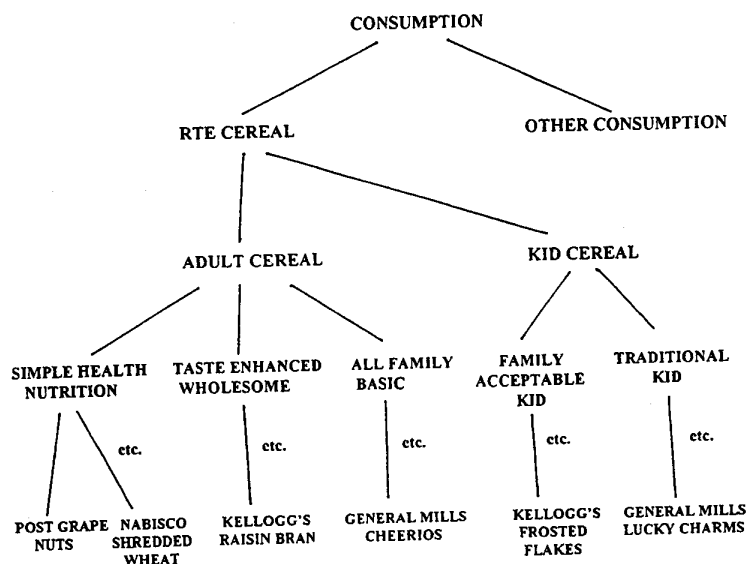 CONSUMPTION
RTE CEREAL
OTHER CONSUMPTION
ADULT CEREAL
KID CEREAL
SIMPLE HEALTH
NUTRITION
TASTE ENHANCED
WHOLESOME
ALL FAMILY
BASIC
FAMILY
ACCEPTABLE
KID
TRADITIONAL
KID
etc.
etc.
etc.
etc.
etc.
POST GRAPE
NUTS
NABISCO
SHREDDED
WHEAT
KELLOGG'S
RAISIN BRAN
GENERAL MILLS
CHEERIOS
KELLOGG'S
FROSTED
FLAKES
GENERAL MILLS
LUCKY CHARMS